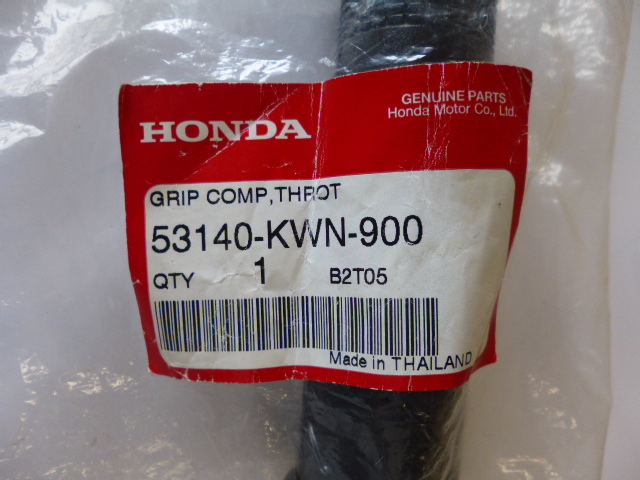 HONDA
GENUINE PARTS
Honda Motor Co., Ltd.
GRIP COMP,THROT
53140-KWN-900
QTY 1 B2T05
Made in THAILAND